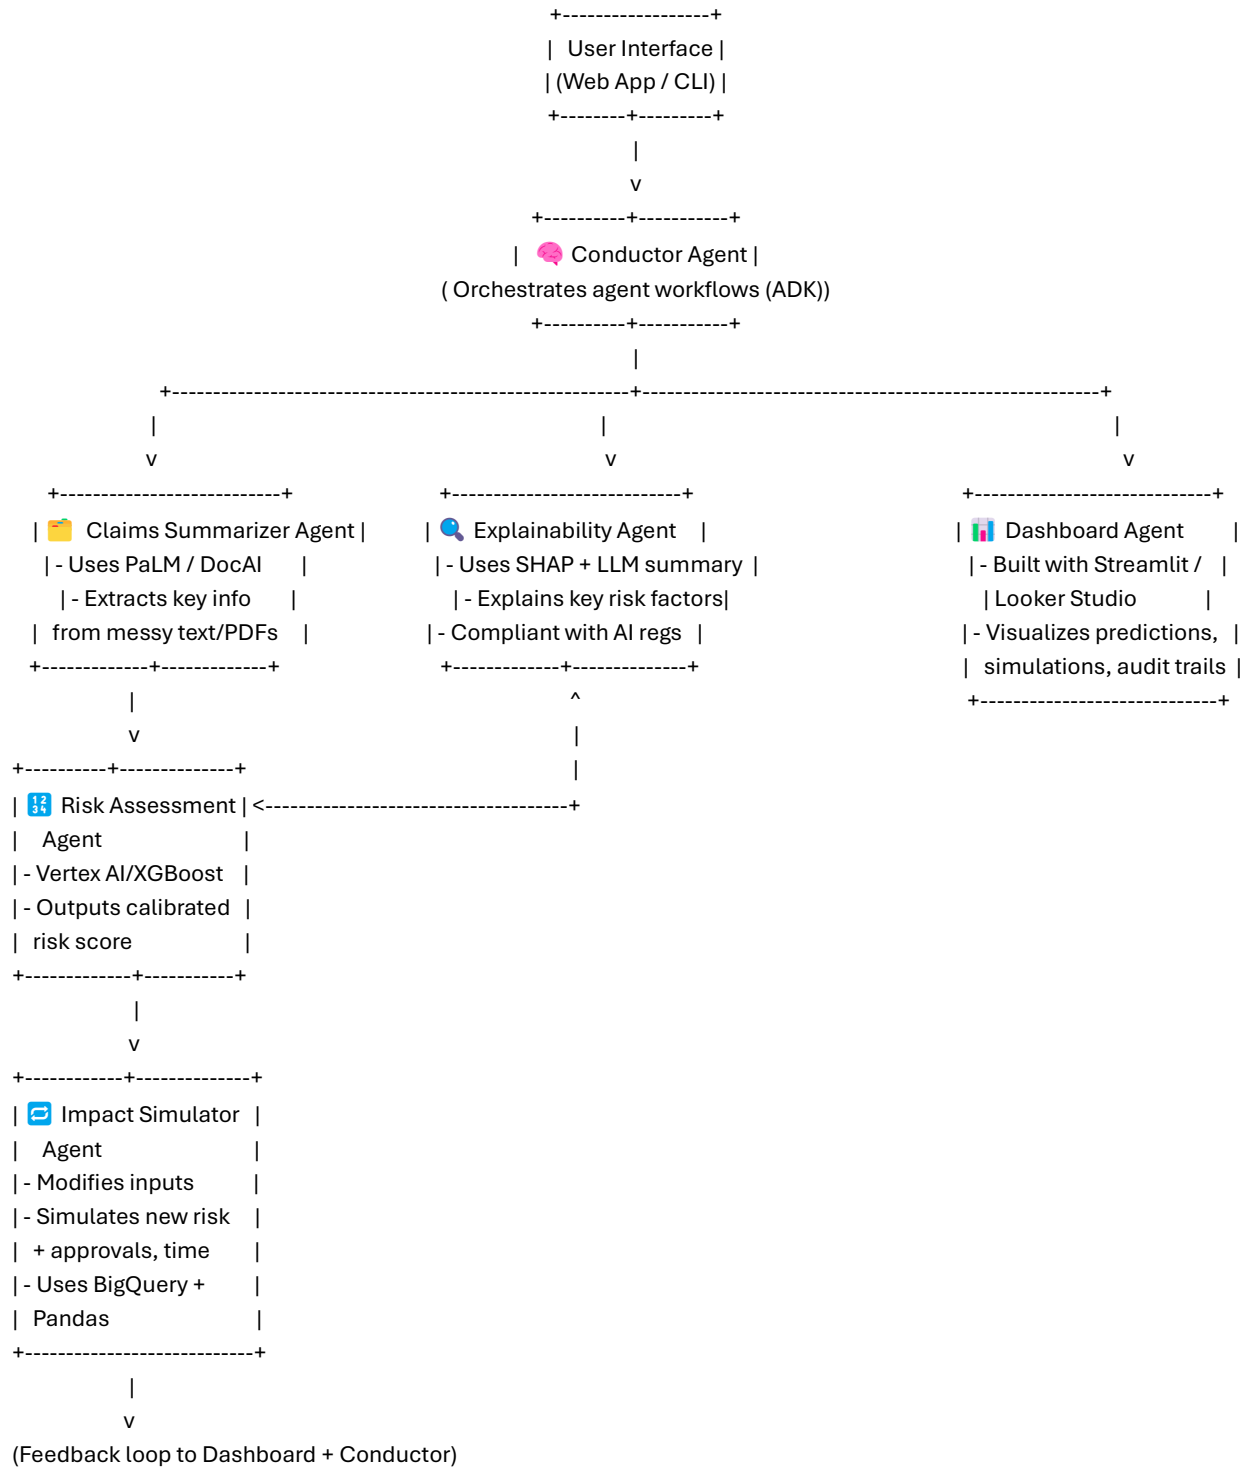 +------------------+
| User Interface |
| (Web App / CLI) |
+--------+---------+
|
v
+----------+-----------+
| 🧠 Conductor Agent |
( Orchestrates agent workflows (ADK))
+----------+-----------+
|
+--------------------------------------------------------+--------------------------------------------------------+
| | |
v v v
+---------------------------+ +----------------------------+ +-----------------------------+
| 🗂️ Claims Summarizer Agent | | 🔍 Explainability Agent | | 📊 Dashboard Agent |
| - Uses PaLM / DocAI | | - Uses SHAP + LLM summary | | - Built with Streamlit / |
| - Extracts key info | | - Explains key risk factors| | Looker Studio |
| from messy text/PDFs | | - Compliant with AI regs | | - Visualizes predictions, |
+-------------+-------------+ +-------------+--------------+ | simulations, audit trails |
| ^ +-----------------------------+
v |
+----------+--------------+ |
| 🔢 Risk Assessment | <-------------------------------------+
| Agent |
| - Vertex AI/XGBoost |
| - Outputs calibrated |
| risk score |
+-------------+-----------+
|
v
+------------+--------------+
| 🔁 Impact Simulator |
| Agent |
| - Modifies inputs |
| - Simulates new risk |
| + approvals, time |
| - Uses BigQuery + |
| Pandas |
+----------------------------+
|
v
(Feedback loop to Dashboard + Conductor)